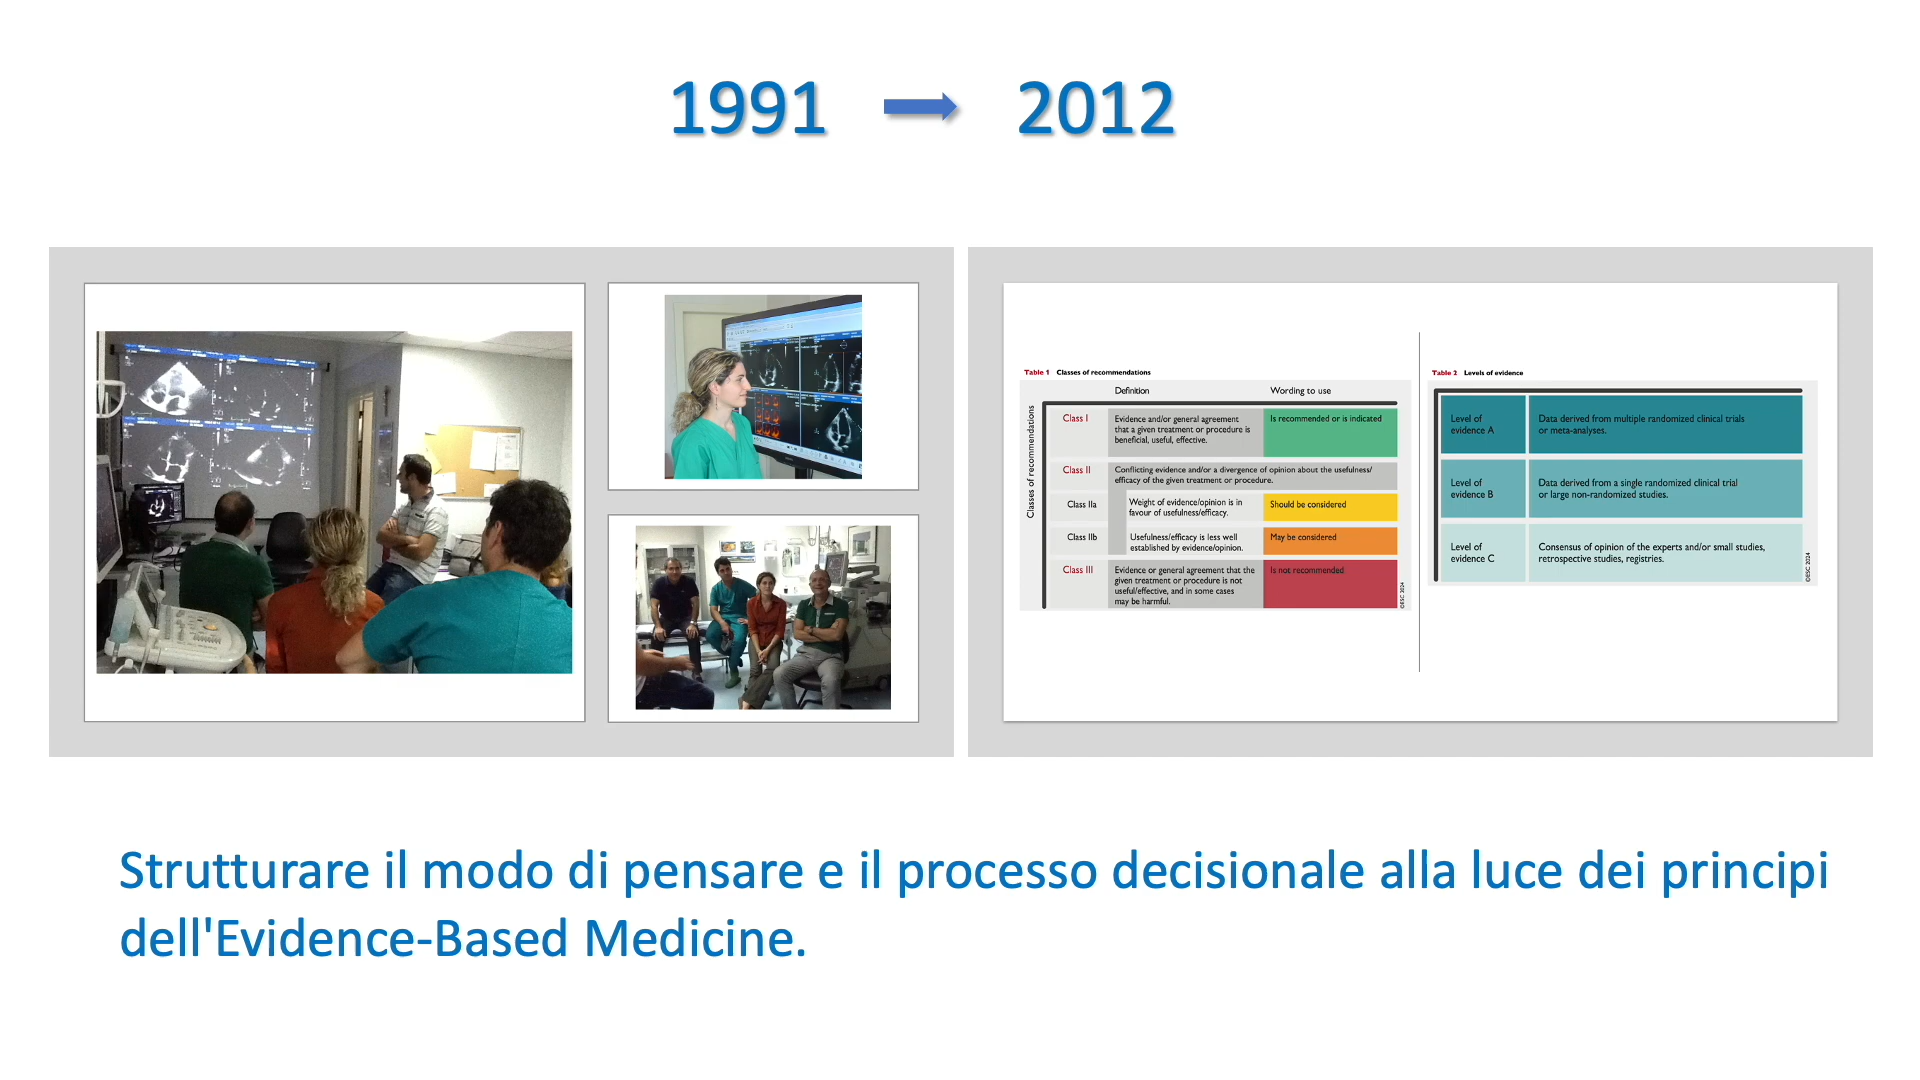 1991 2012
Table 1 Classes of recommendations
Definition Wording to use
Classes of recommendations
Class I Evidence and/or general agreement Is recommended or is indicated
that a given treatment or procedure is
beneficial, useful, effective.
Class II Conflicting evidence and/or a divergence of opinion about the usefulness/
efficacy of the given treatment or procedure.
Class IIa Weight of evidence/opinion is in Should be considered
favour of usefulness/efficacy.
Class IIb Usefulness/efficacy is less well May be considered
established by evidence/opinion.
Class III Evidence or general agreement that the Is not recommended
given treatment or procedure is not
useful/effective, and in some cases
may be harmful.
©ESC 2024
Table 2 Levels of evidence
Level of Data derived from multiple randomized clinical trials
evidence A or meta-analyses.
Level of Data derived from a single randomized clinical trial
evidence B or large non-randomized studies.
Level of Consensus of opinion of the experts and/or small studies,
evidence C retrospective studies, registries.
©ESC 2024
Strutturare il modo di pensare e il processo decisionale alla luce dei principi
dell'Evidence-Based Medicine.